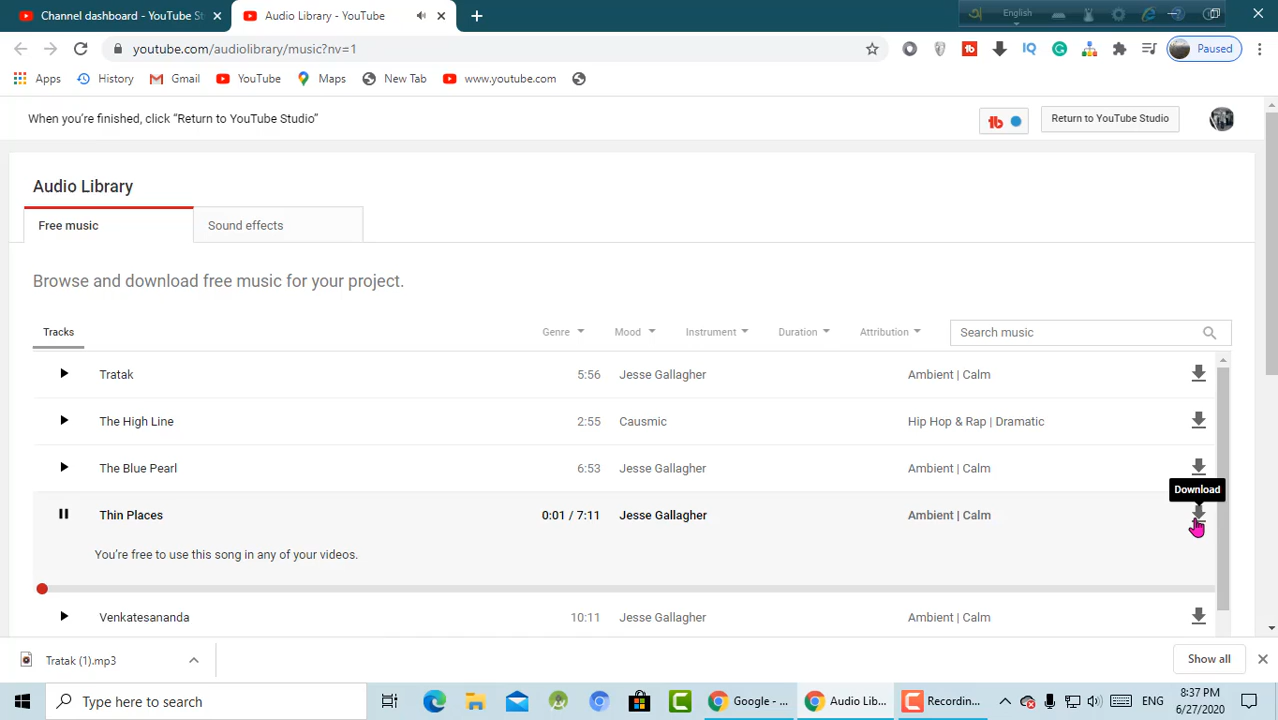 Channel dashboard - YouTube St
Audio Library - YouTube
English
youtube.com/audiolibrary/music?nv=1
Paused
Apps
History
Gmail
YouTube
Maps
New Tab
www.youtube.com
When you're finished, click "Return to YouTube Studio"
Return to YouTube Studio
Audio Library
Free music
Sound effects
Browse and download free music for your project.
Tracks
Genre
Mood
Instrument
Duration
Attribution
Search music
Tratak 5:56 Jesse Gallagher Ambient | Calm
The High Line 2:55 Causmic Hip Hop & Rap | Dramatic
The Blue Pearl 6:53 Jesse Gallagher Ambient | Calm
Download
Thin Places 0:01 / 7:11 Jesse Gallagher Ambient | Calm
You're free to use this song in any of your videos.
Venkatesananda 10:11 Jesse Gallagher Ambient | Calm
Tratak (1).mp3
Show all
Type here to search
Google - ...
Audio Lib...
Recording...
ENG
8:37 PM
6/27/2020